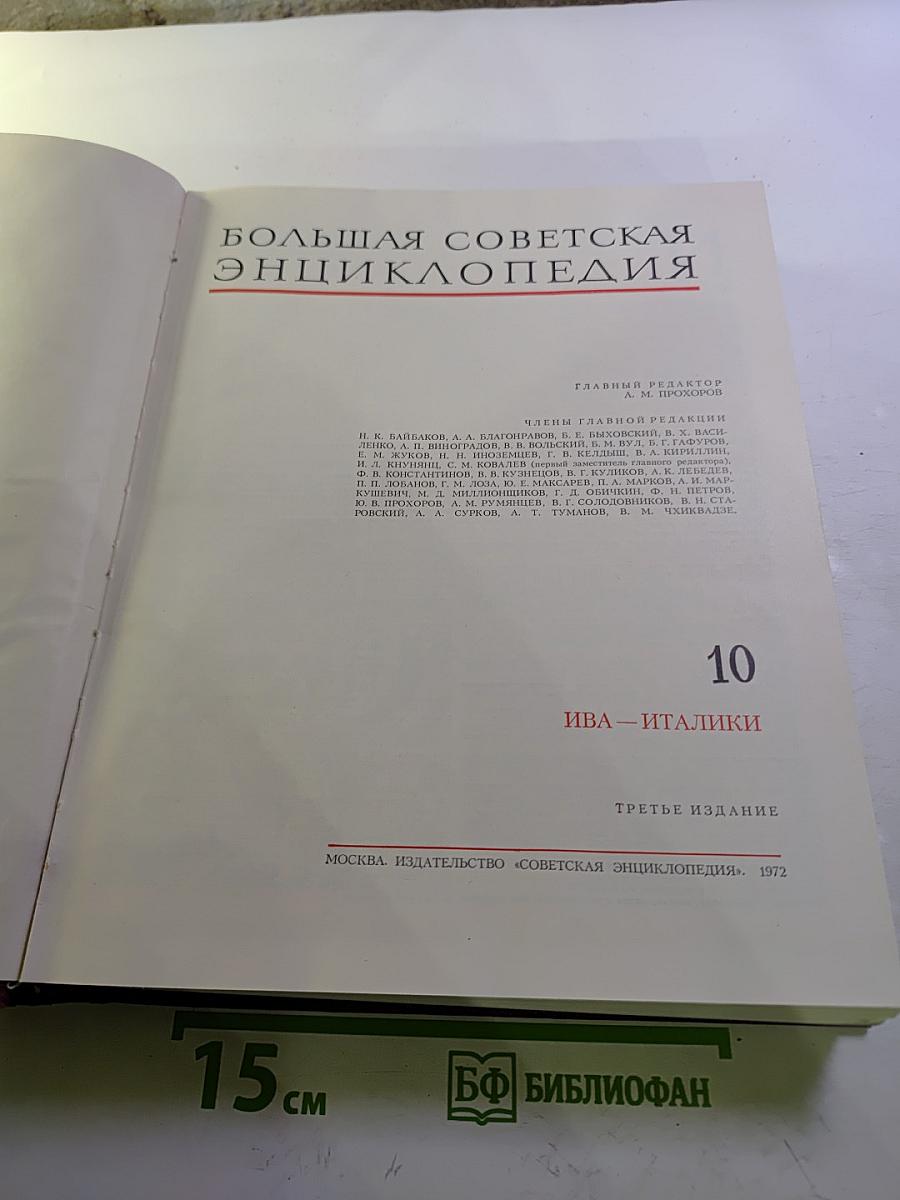 БОЛЬШАЯ СОВЕТСКАЯ
ЭНЦИКЛОПЕДИЯ
ГЛАВНЫЙ РЕДАКТОР
А. М. ПРОХОРОВ
ЧЛЕНЫ ГЛАВНОЙ РЕДАКЦИИ
Н. К. БАЙБАКОВ, А. А. БЛАГОНРАВОВ, Б. Е. БЫХОВСКИЙ, В. Х. ВАСИ-
ЛЕНКО, А. П. ВИНОГРАДОВ, В. В. ВОЛЬСКИЙ, Б. М. ВУЛ, Б. Г. ГАФУРОВ,
Е. М. ЖУКОВ, Н. Н. ИНОЗЕМЦЕВ, Г. В. КЕЛДЫШ, В. А. КИРИЛЛИН,
И. Л. КНУНЯНЦ, С. М. КОВАЛЕВ (первый заместитель главного редактора),
Ф. В. КОНСТАНТИНОВ, В. В. КУЗНЕЦОВ, В. Г. КУЛИКОВ, А. К. ЛЕБЕДЕВ,
П. П. ЛОБАНОВ, Г. М. ЛОЗА, Ю. Е. МАКСАРЕВ, П. А. МАРКОВ, А. И. МАР-
КУШЕВИЧ, М. Д. МИЛЛИОНЩИКОВ, Г. Д. ОБИЧКИН, Ф. Н. ПЕТРОВ,
Ю. В. ПРОХОРОВ, А. М. РУМЯНЦЕВ, В. Г. СОЛОДОВНИКОВ, В. Н. СТА-
РОВСКИЙ, А. А. СУРКОВ, А. Т. ТУМАНОВ, В. М. ЧХИКВАДЗЕ.
10
ИВА — ИТАЛИКИ
ТРЕТЬЕ ИЗДАНИЕ
МОСКВА. ИЗДАТЕЛЬСТВО «СОВЕТСКАЯ ЭНЦИКЛОПЕДИЯ». 1972
15 см
БФ БИБЛИОФАН